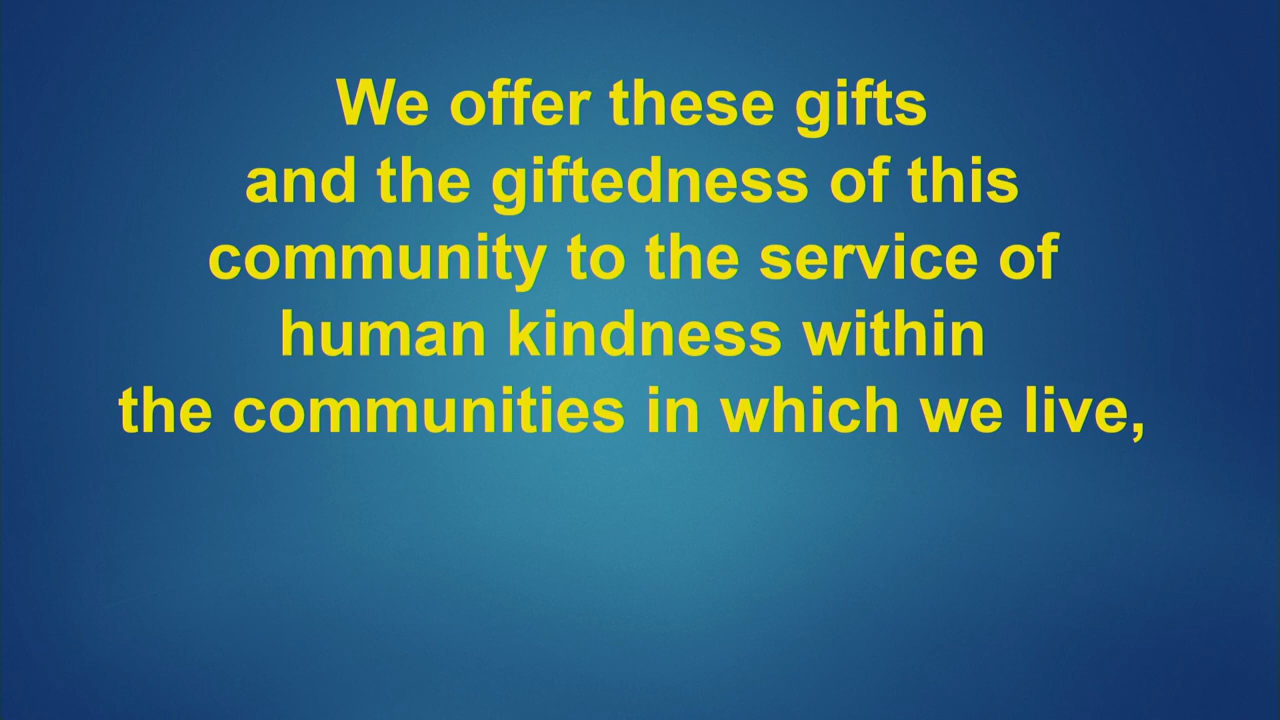 We offer these gifts
and the giftedness of this
community to the service of
human kindness within
the communities in which we live,